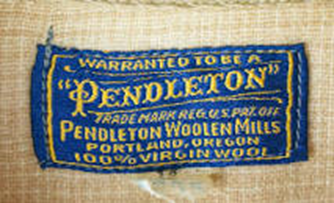 WARRANTED TO BE A
"PENDLETON"
TRADE MARK REG. U.S. PAT. OFF.
PENDLETON WOOLEN MILLS
PORTLAND, OREGON
100% VIRGIN WOOL